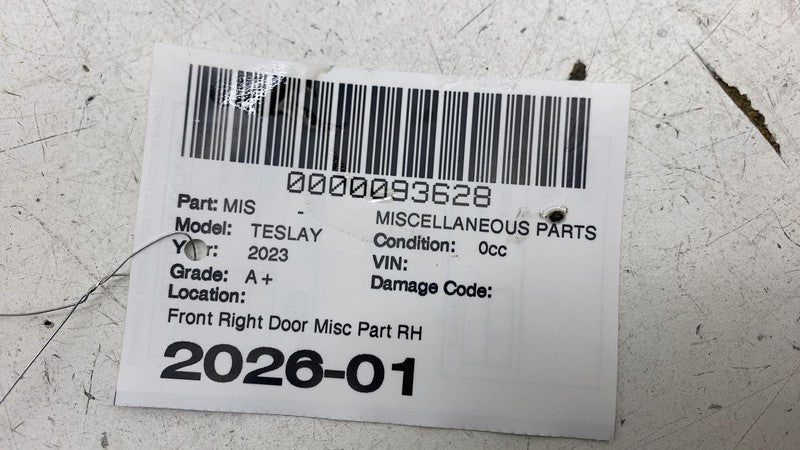 0000093628
Part: MIS - MISCELLANEOUS PARTS
Model: TESLAY Condition: 0cc
Year: 2023 VIN:
Grade: A+ Damage Code:
Location:
Front Right Door Misc Part RH
2026-01